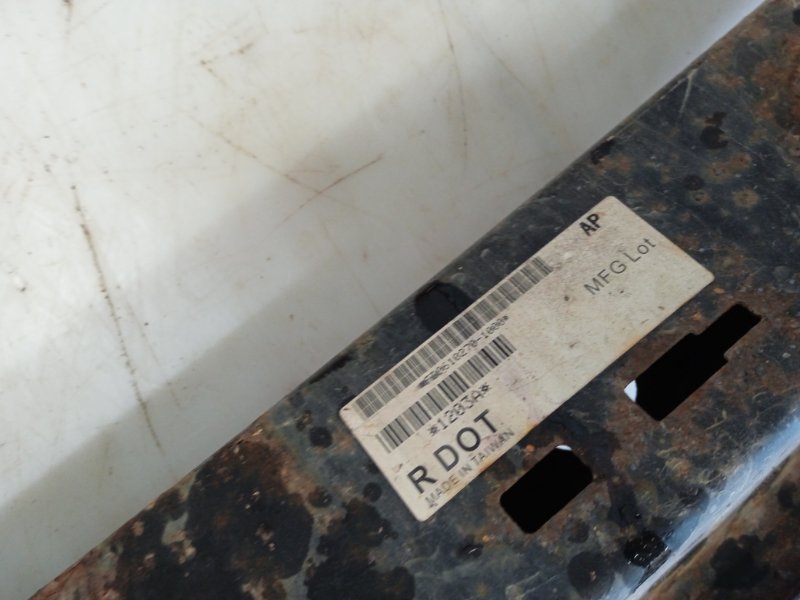 AP
MFG Lot
*1203A*
R DOT
MADE IN TAIWAN